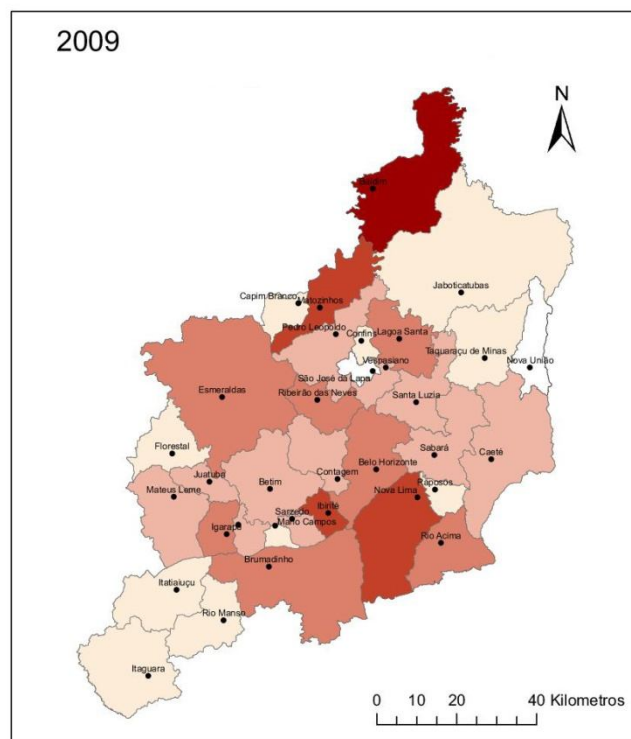 2009
N
Jaboticatubas
Capim Branco
Matozinhos
Pedro Leopoldo
Confins
Lagoa Santa
Taquaraçu de Minas
Vespasiano
Nova União
São José da Lapa
Esmeraldas
Ribeirão das Neves
Santa Luzia
Florestal
Sabará
Caeté
Belo Horizonte
Juatuba
Contagem
Betim
Mateus Leme
Raposos
Nova Lima
Ibirité
Sarzedo
Mario Campos
Igarapé
Rio Acima
Brumadinho
Itatiaiuçu
Rio Manso
Itaguara
0 10 20 40 Kilometros